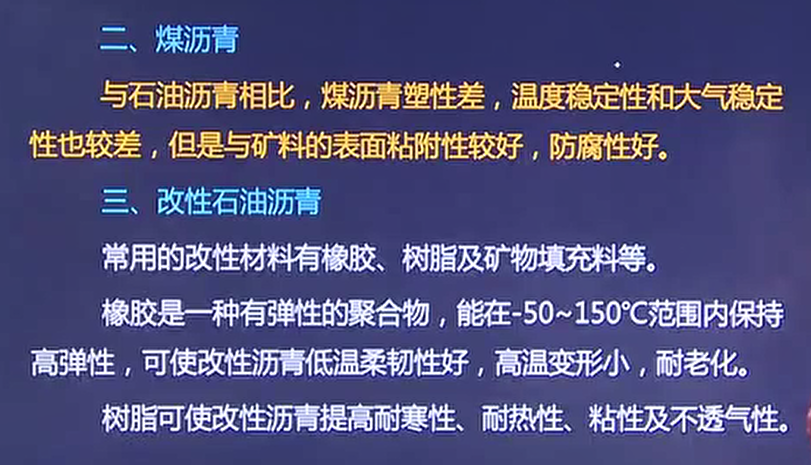 二、煤沥青
与石油沥青相比，煤沥青塑性差，温度稳定性和大气稳定
性也较差，但是与矿料的表面粘附性较好，防腐性好。
三、改性石油沥青
常用的改性材料有橡胶、树脂及矿物填充料等。
橡胶是一种有弹性的聚合物，能在-50~150℃范围内保持
高弹性，可使改性沥青低温柔韧性好，高温变形小，耐老化。
树脂可使改性沥青提高耐寒性、耐热性、粘性及不透气性。